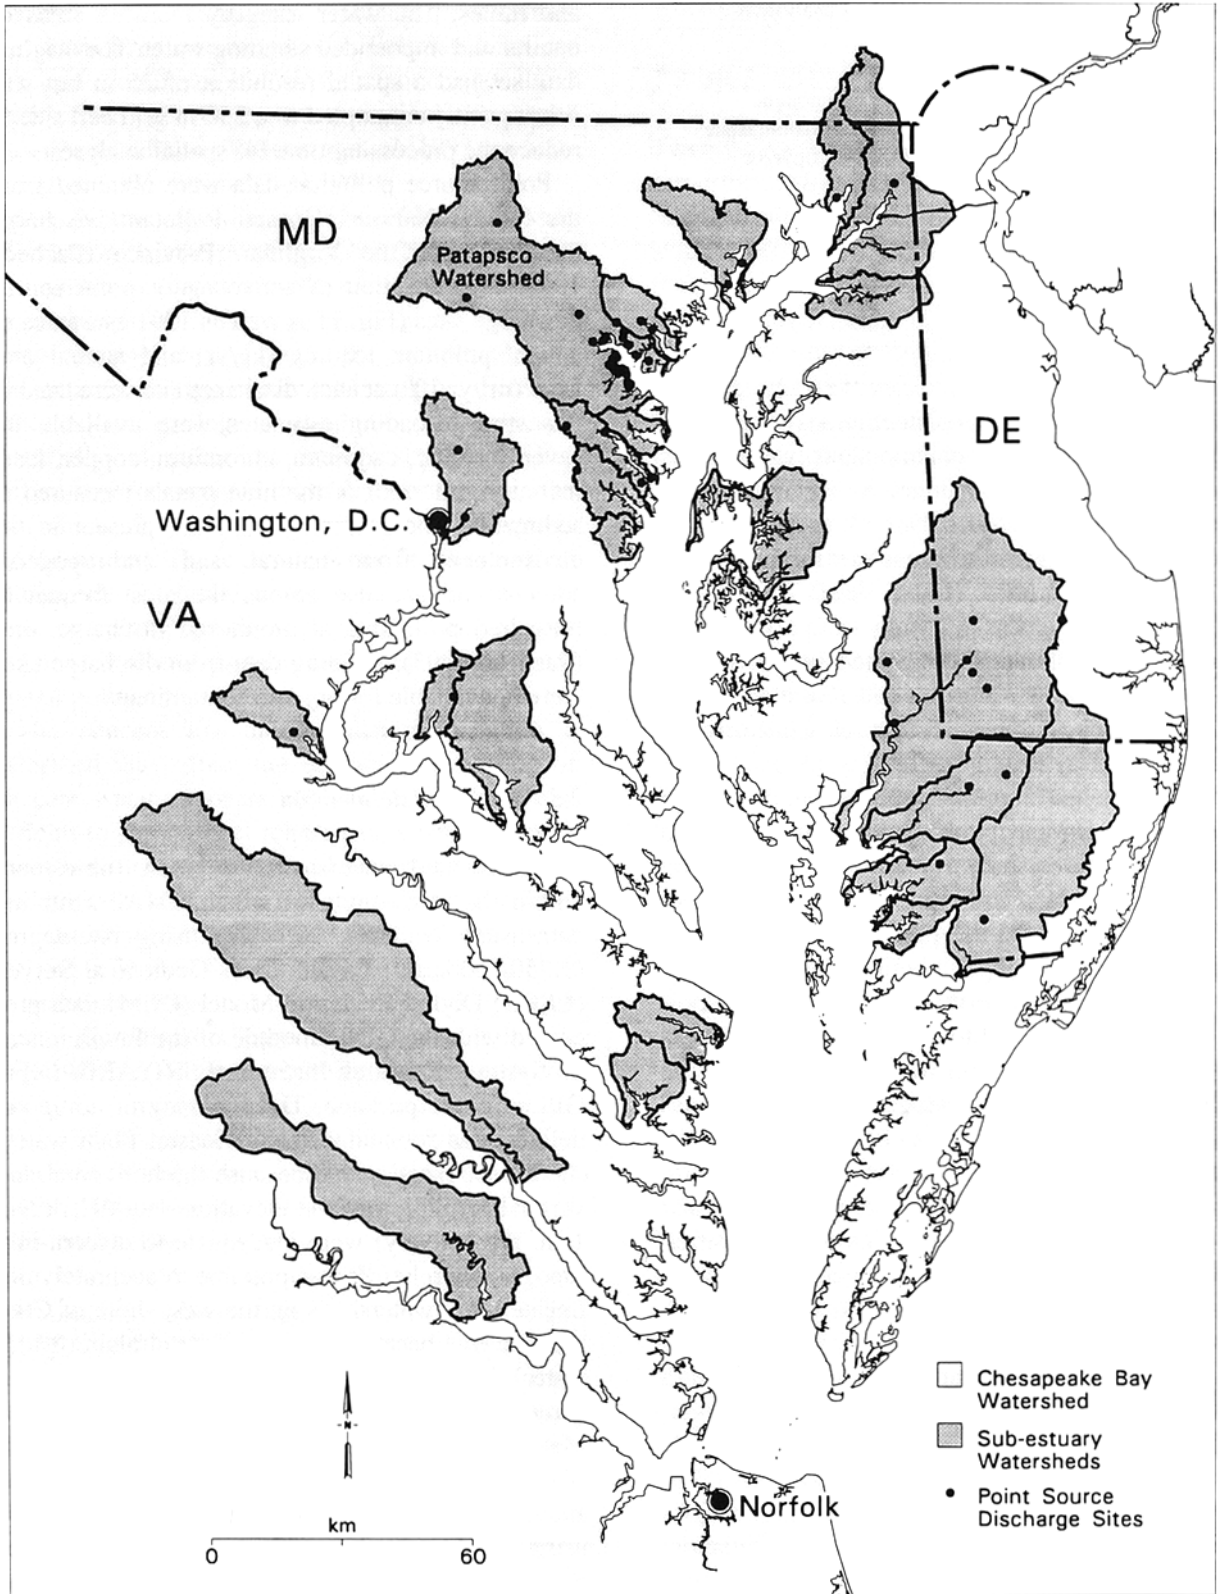 MD
Patapsco
Watershed
DE
Washington, D.C.
VA
Chesapeake Bay
Watershed
Sub-estuary
Watersheds
Point Source
Discharge Sites
N
Norfolk
km
0 60